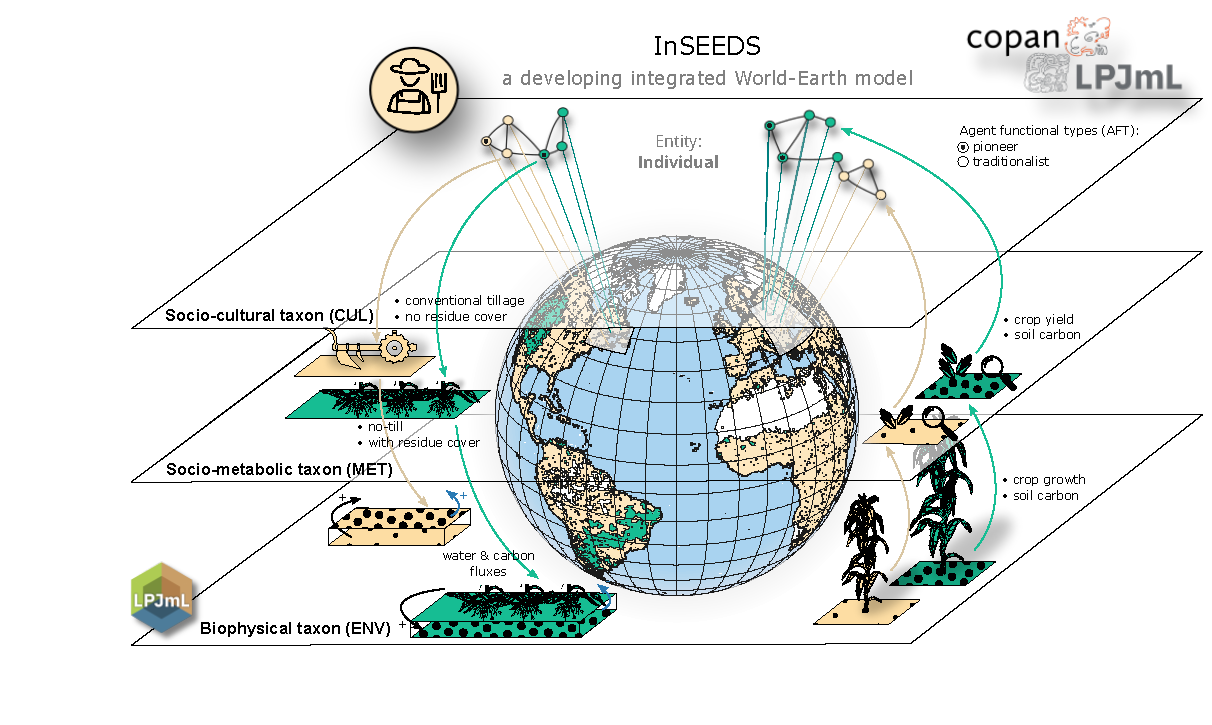 InSEEDS
a developing integrated World-Earth model
copan
LPJmL
Entity:
Individual
Agent functional types (AFT):
pioneer
traditionalist
• conventional tillage
• no residue cover
Socio-cultural taxon (CUL)
• crop yield
• soil carbon
• no-till
• with residue cover
Socio-metabolic taxon (MET)
• crop growth
• soil carbon
+
+
water & carbon
fluxes
LPJmL
Biophysical taxon (ENV)
+